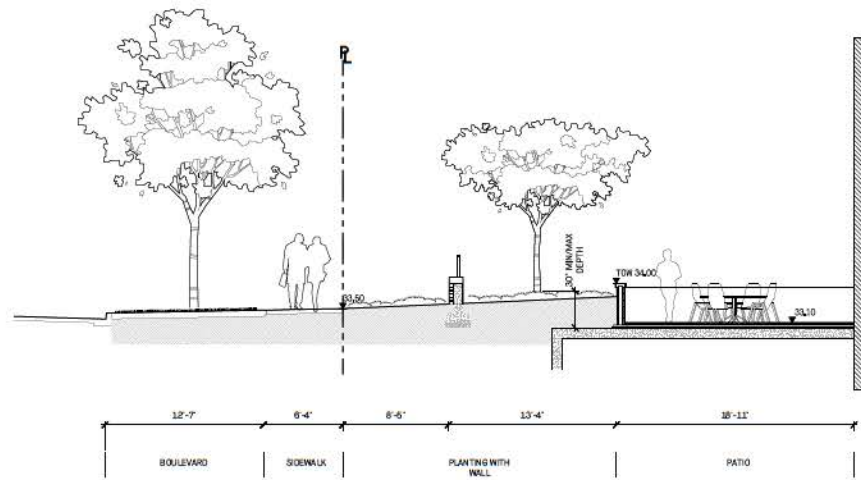 PL
30" MIN/MAX
DEPTH
TOW 34.00
33.50
33.10
12'-7"
6'-4"
8'-5"
13'-4"
18'-11"
BOULEVARD
SIDEWALK
PLANTING WITH
WALL
PATIO